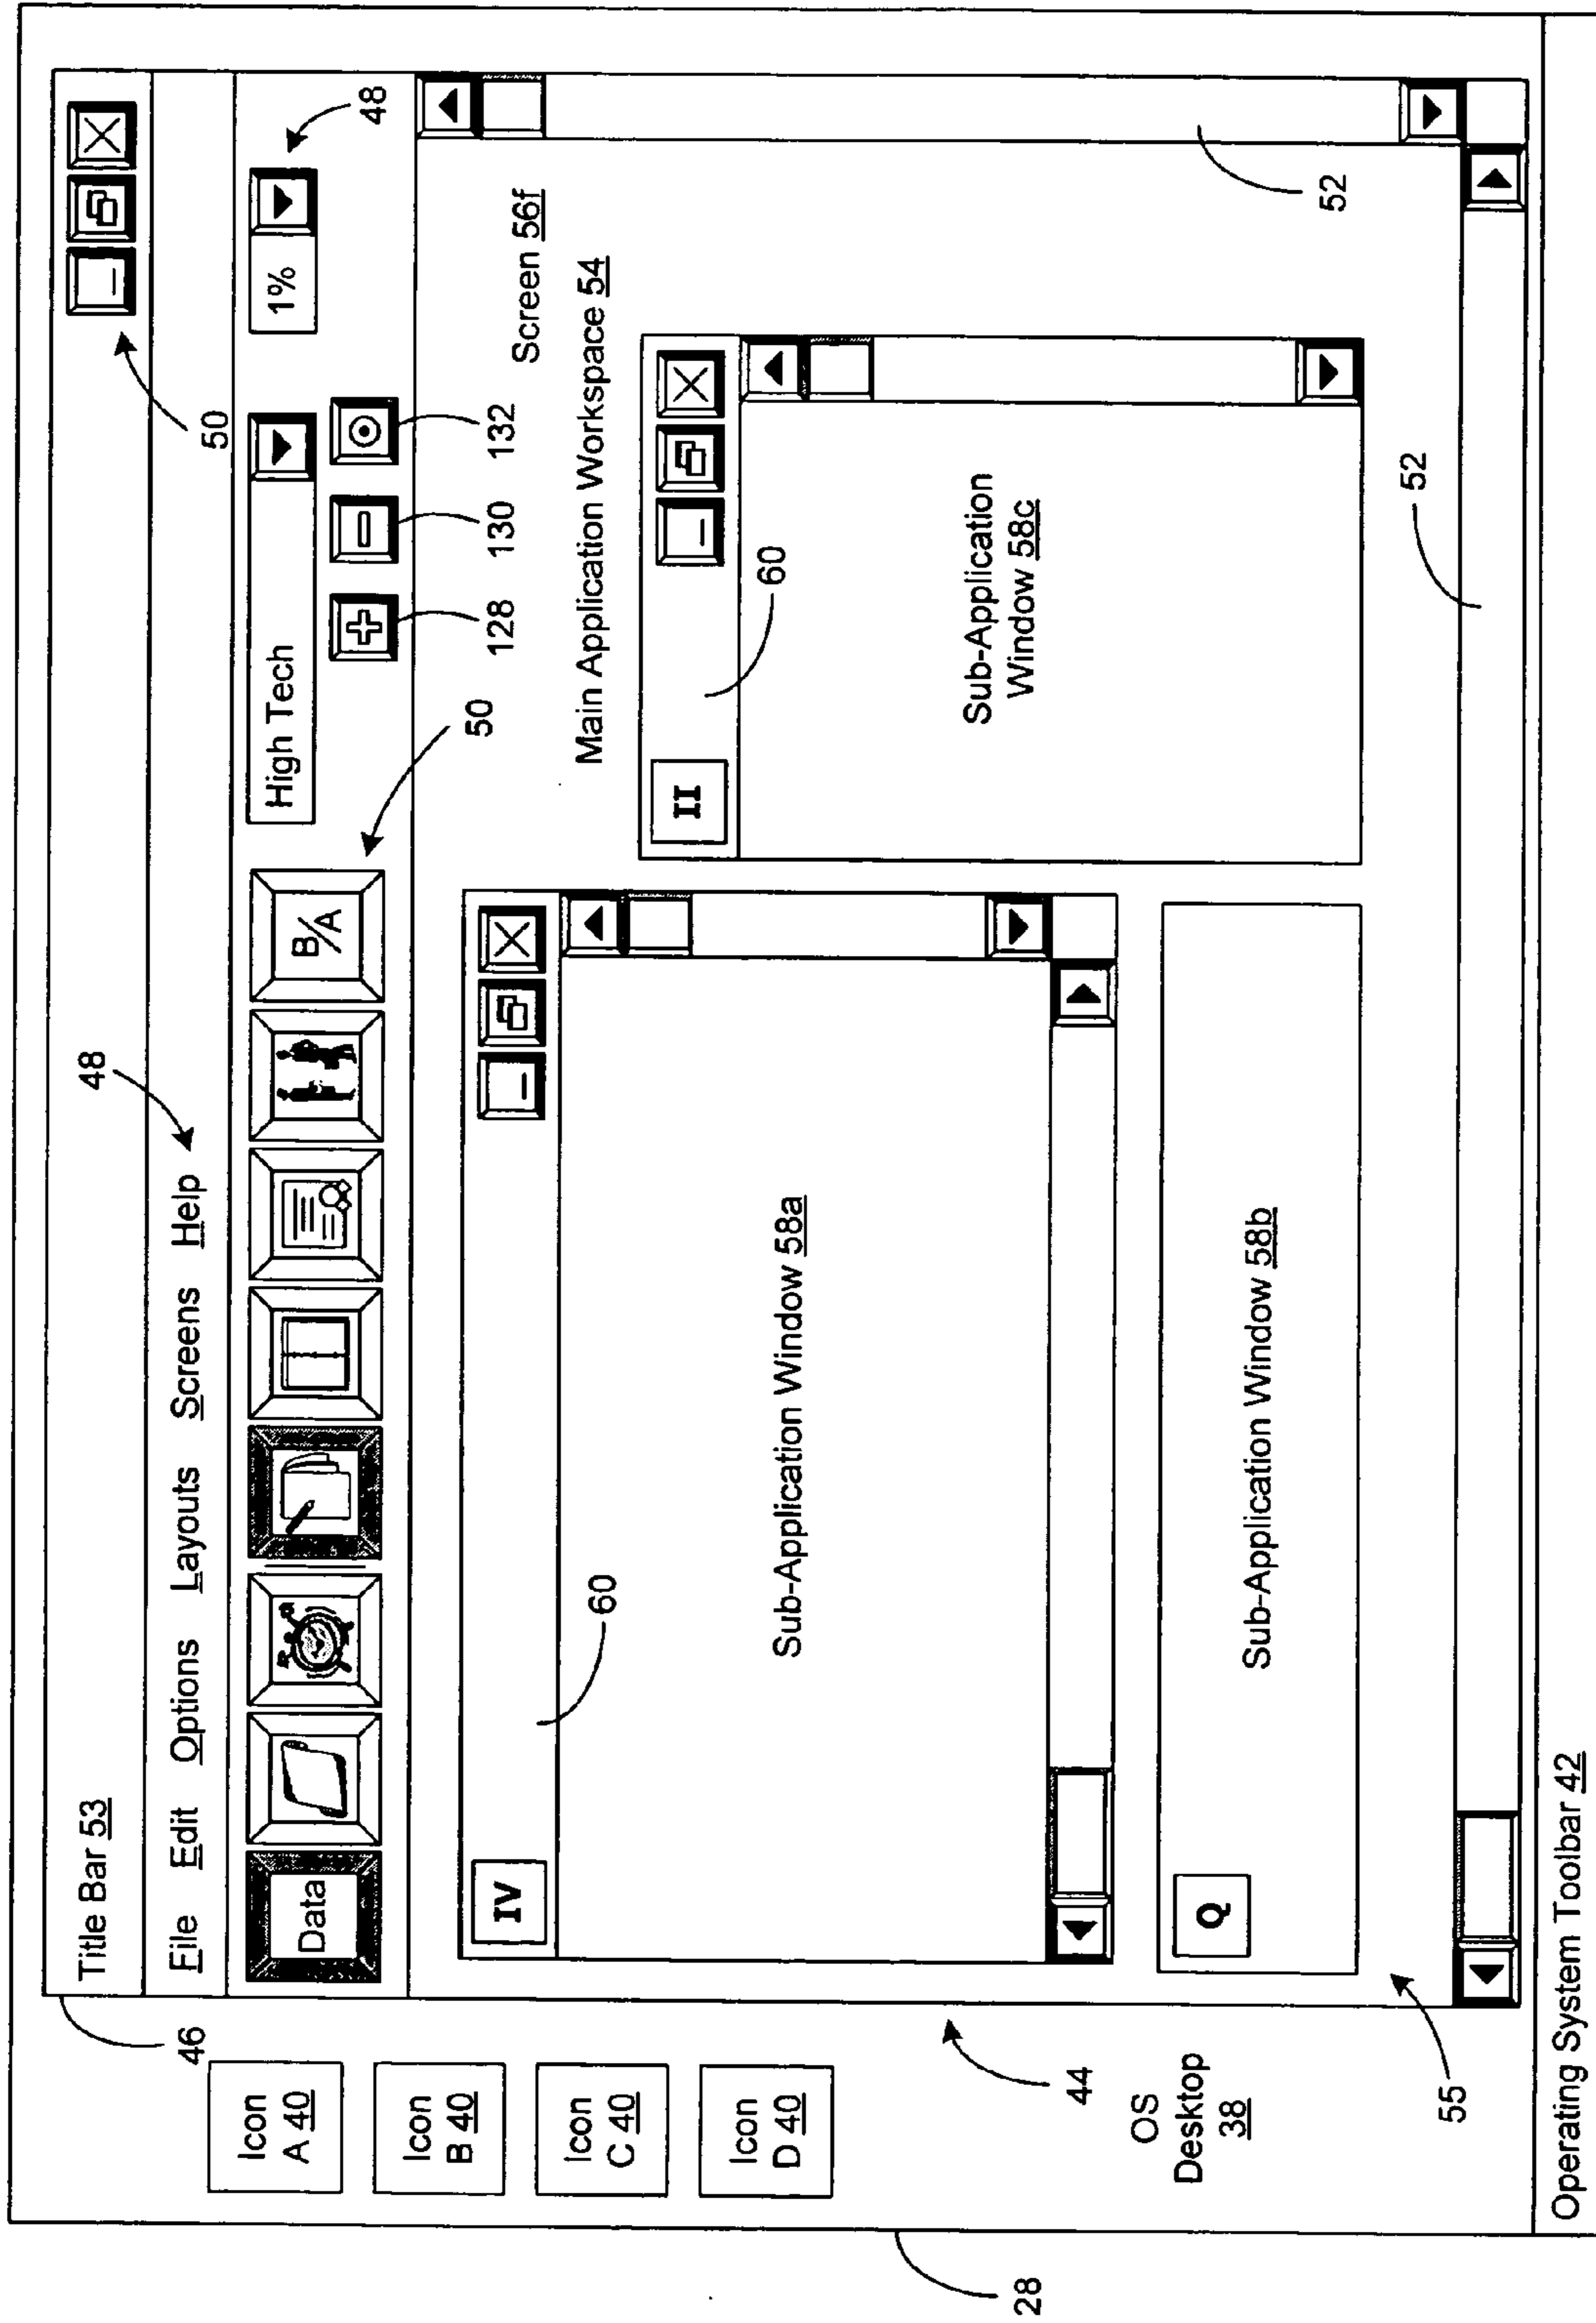 Title Bar 53
50
48
File Edit Options Layouts Screens Help
46
Data
B/A
High Tech
1%
48
50
128
130
132
Screen 56f
Main Application Workspace 54
Icon
A 40
Icon
B 40
Icon
C 40
Icon
D 40
IV
60
Sub-Application Window 58a
II
60
Sub-Application
Window 58c
52
52
Q
Sub-Application Window 58b
44
OS
Desktop
38
55
28
Operating System Toolbar 42